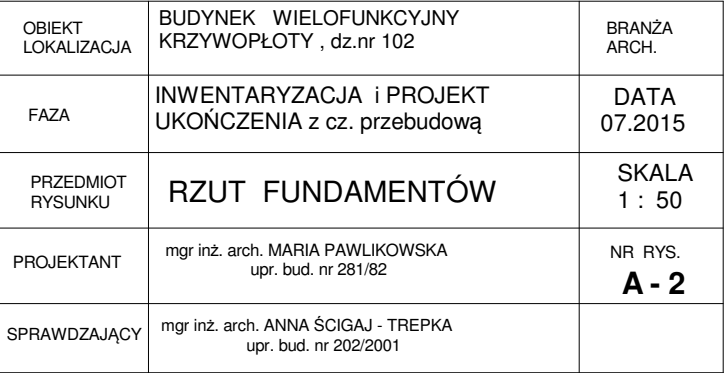 OBIEKT
LOKALIZACJA
BUDYNEK WIELOFUNKCYJNY
KRZYWOPŁOTY , dz.nr 102
BRANŻA
ARCH.
FAZA
INWENTARYZACJA i PROJEKT
UKOŃCZENIA z cz. przebudową
DATA
07.2015
PRZEDMIOT
RYSUNKU
RZUT FUNDAMENTÓW
SKALA
1 : 50
PROJEKTANT
mgr inż. arch. MARIA PAWLIKOWSKA
upr. bud. nr 281/82
NR RYS.
A - 2
SPRAWDZAJĄCY
mgr inż. arch. ANNA ŚCIGAJ - TREPKA
upr. bud. nr 202/2001